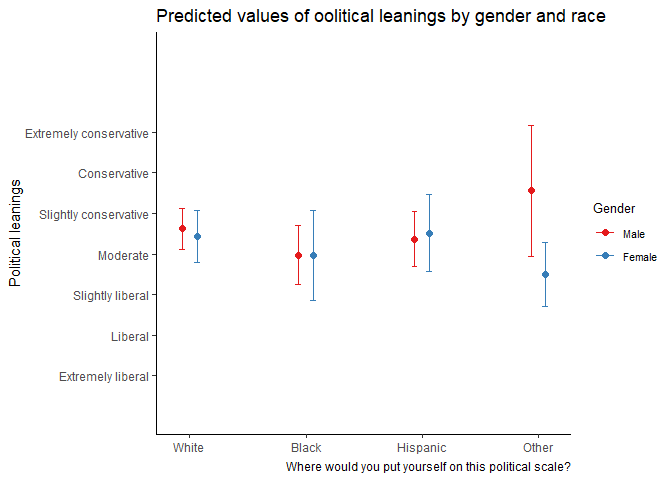 Predicted values of oolitical leanings by gender and race
Political leanings
Extremely conservative
Conservative
Slightly conservative
Moderate
Slightly liberal
Liberal
Extremely liberal
White
Black
Hispanic
Other
Where would you put yourself on this political scale?
Gender
Male
Female